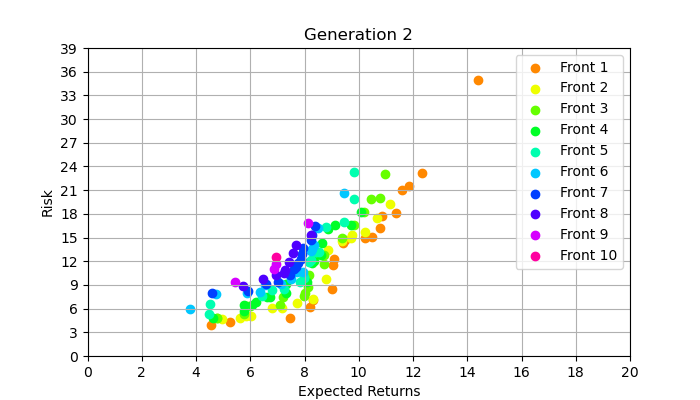 Generation 2
39
36
33
30
27
24
21
18
15
12
9
6
3
0
Risk
0 2 4 6 8 10 12 14 16 18 20
Expected Returns
Front 1
Front 2
Front 3
Front 4
Front 5
Front 6
Front 7
Front 8
Front 9
Front 10